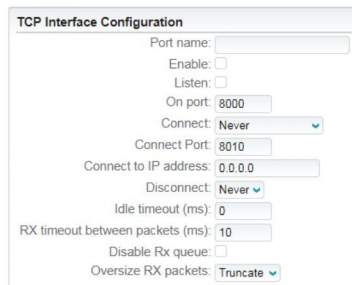 TCP Interface Configuration
Port name:
Enable:
Listen:
On port: 8000
Connect: Never
Connect Port: 8010
Connect to IP address: 0.0.0.0
Disconnect: Never
Idle timeout (ms): 0
RX timeout between packets (ms): 10
Disable Rx queue:
Oversize RX packets: Truncate